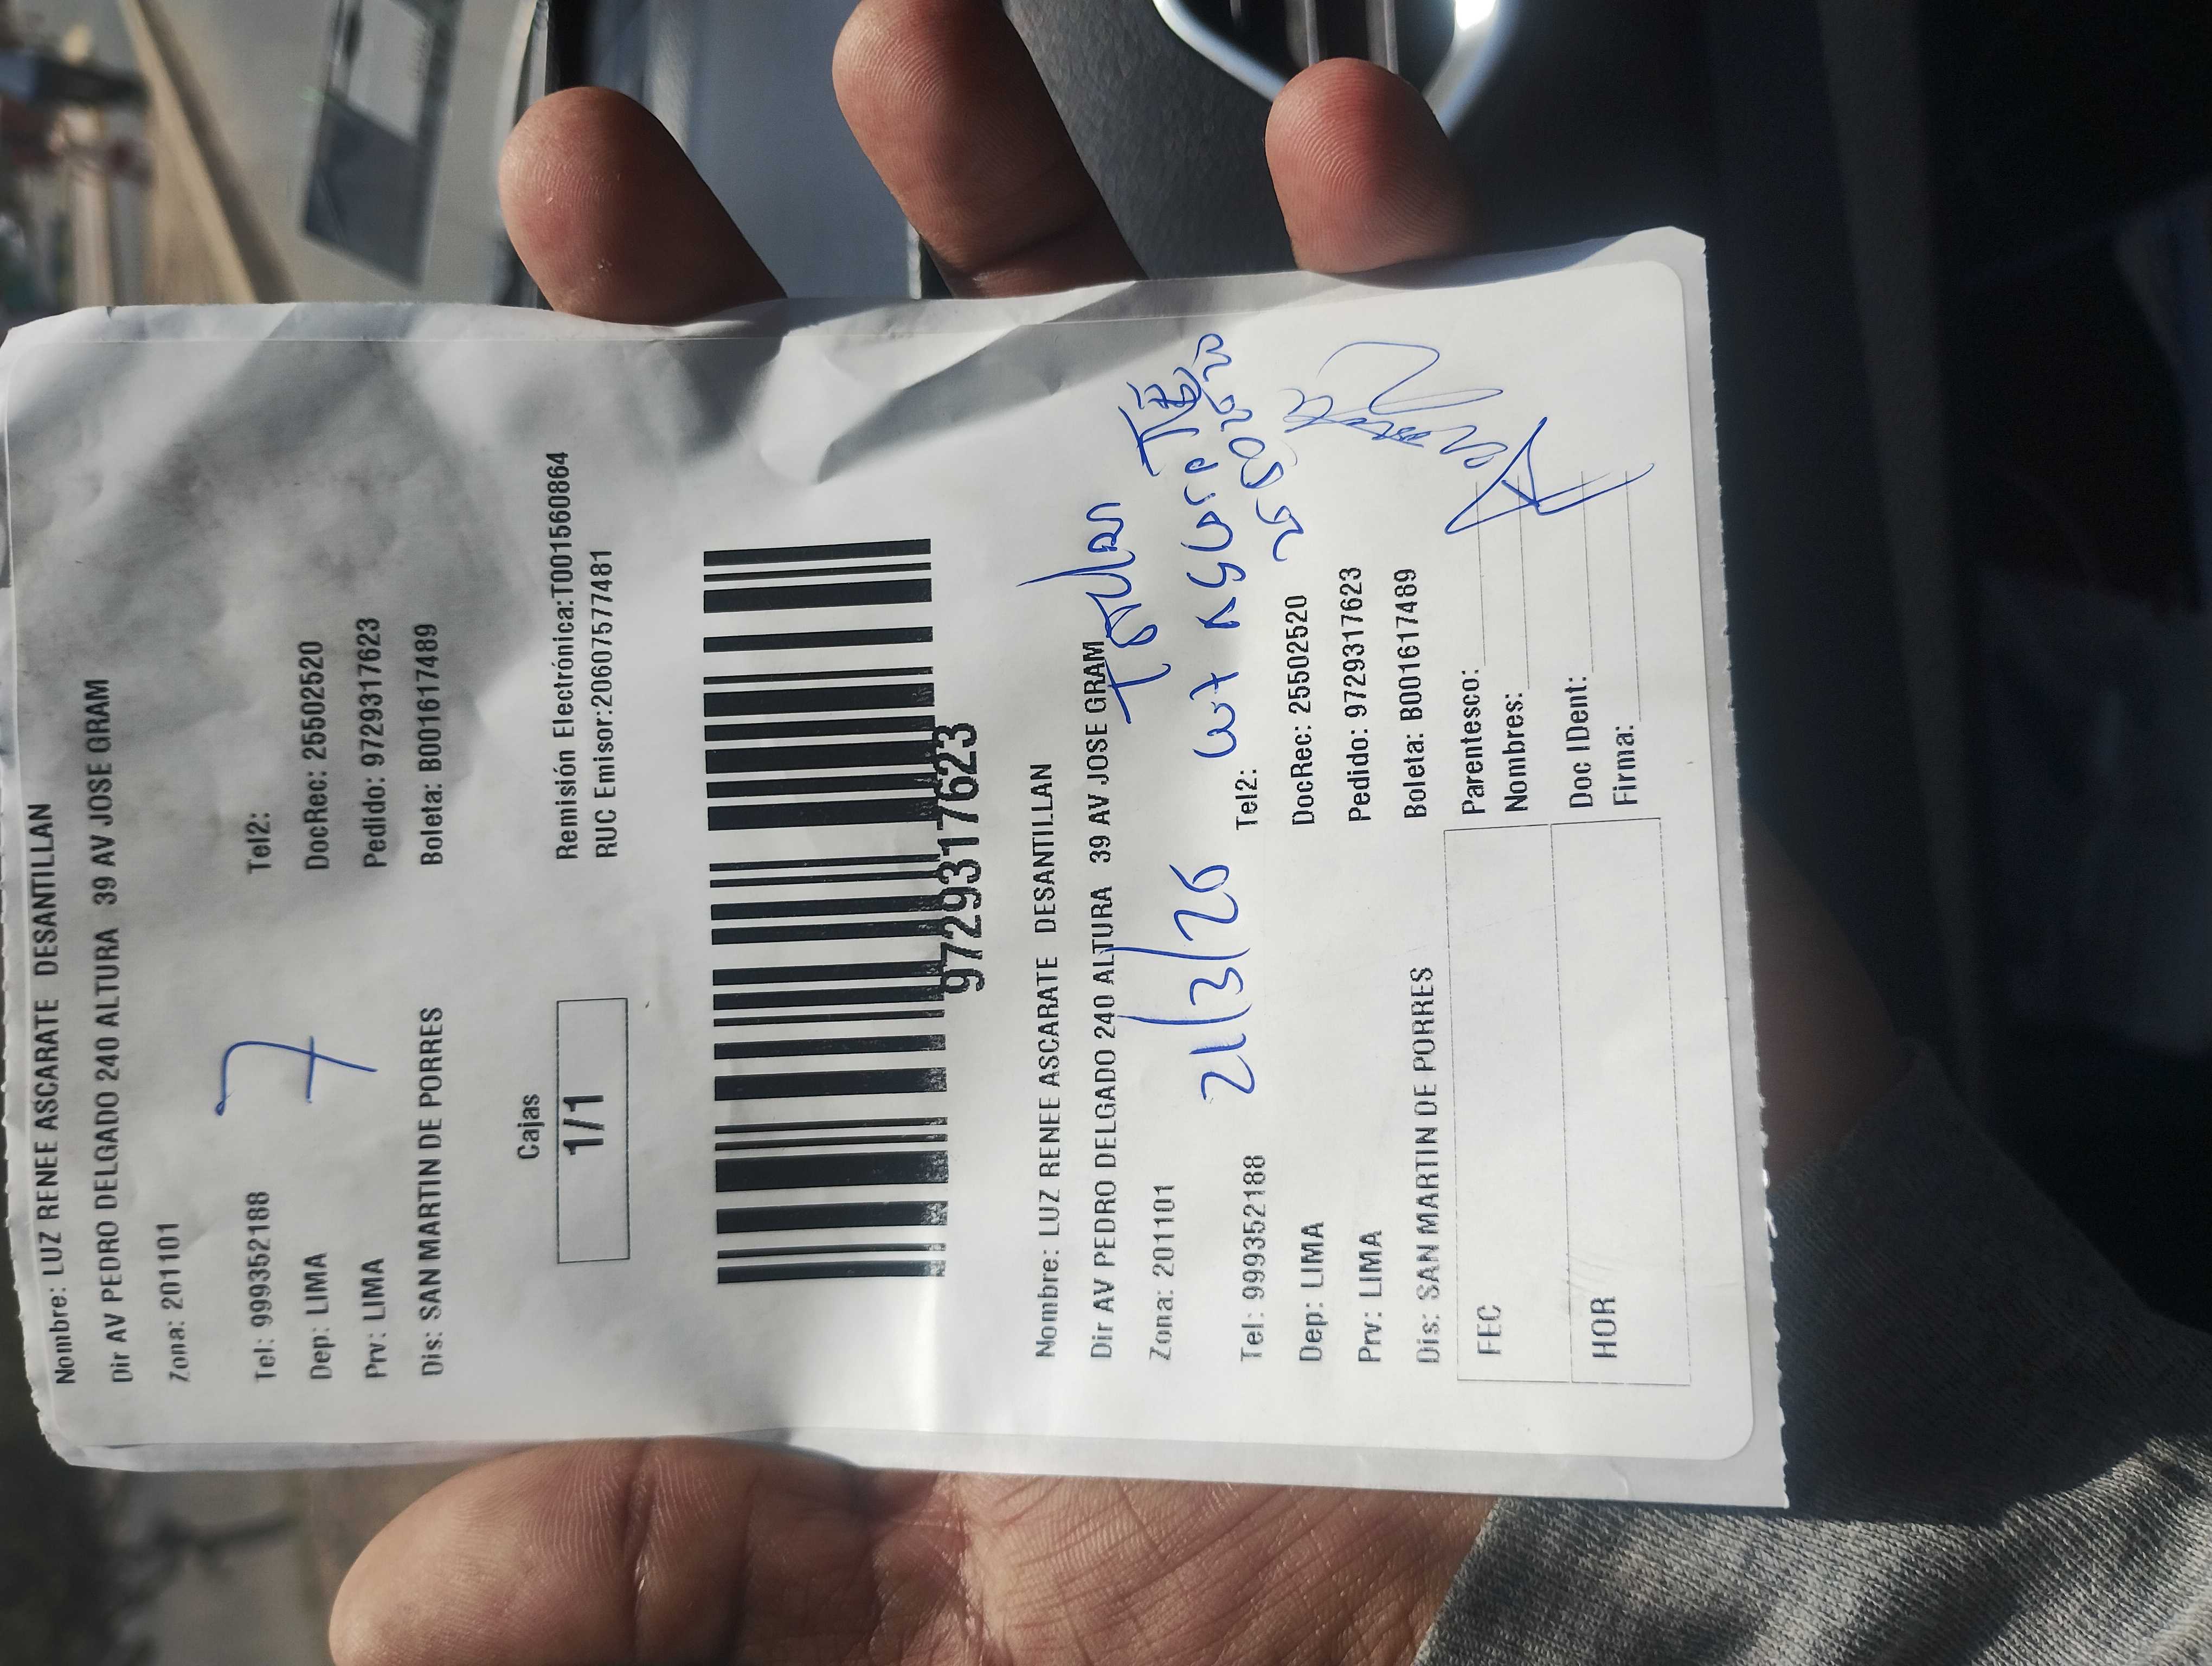 Nombre: LUZ RENEE ASCARATE DESANTILLAN
Dir AV PEDRO DELGADO 240 ALTURA 39 AV JOSE GRAM
Zona: 201101
7
Tel: 999352188 Tel2:
Dep: LIMA DocRec: 255502520
Prv: LIMA Pedido: 9729317623
Dis: SAN MARTIN DE PORRES Boleta: B001617489
Cajas
1/1
Remisión Electrónica:T001560864
RUC Emisor:20607577481
9729317623
Nombre: LUZ RENEE ASCARATE DESANTILLAN
Dir AV PEDRO DELGADO 240 ALTURA 39 AV JOSE GRAM
Zona: 201101
21/3/26
Tel: 999352188 Tel2:
25502520
Dep: LIMA DocRec: 255502520
Prv: LIMA Pedido: 9729317623
Dis: SAN MARTIN DE PORRES Boleta: B001617489
FEC Parentesco:
Nombres:
HOR Doc IDent:
Firma: